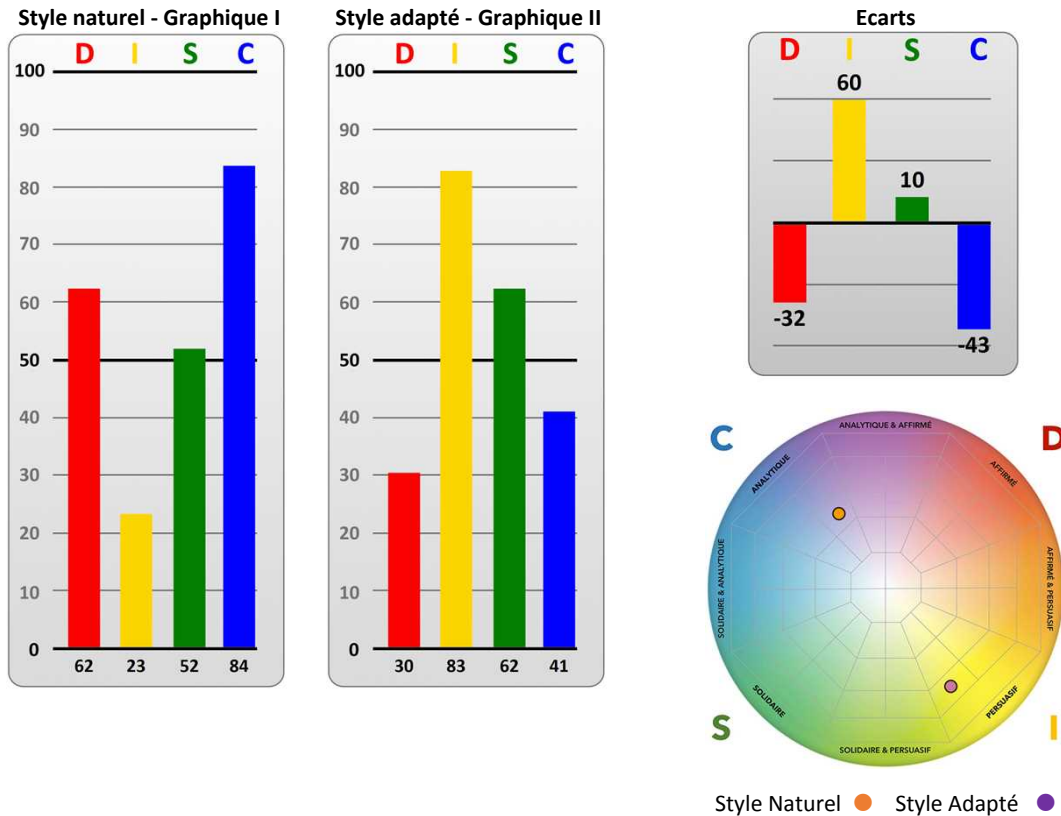 Style naturel - Graphique I
D I S C
100
90
80
70
60
50
40
30
20
10
0
62 23 52 84
Style adapté - Graphique II
D I S C
100
90
80
70
60
50
40
30
20
10
0
30 83 62 41
Ecarts
D I S C
60
10
-32
-43
C
D
ANALYTIQUE & AFFIRMÉ
ANALYTIQUE
AFFIRMÉ
SOLIDAIRE & ANALYTIQUE
AFFIRMÉ & PERSUASIF
SOLIDAIRE
PERSUASIF
S
I
SOLIDAIRE & PERSUASIF
Style Naturel Style Adapté